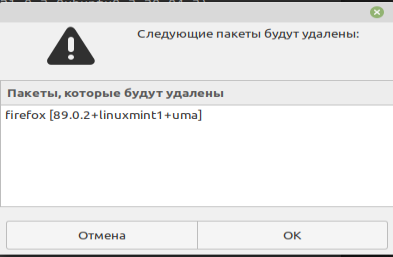 Следующие пакеты будут удалены:
Пакеты, которые будут удалены
firefox [89.0.2+linuxmint1+uma]
Отмена
OK